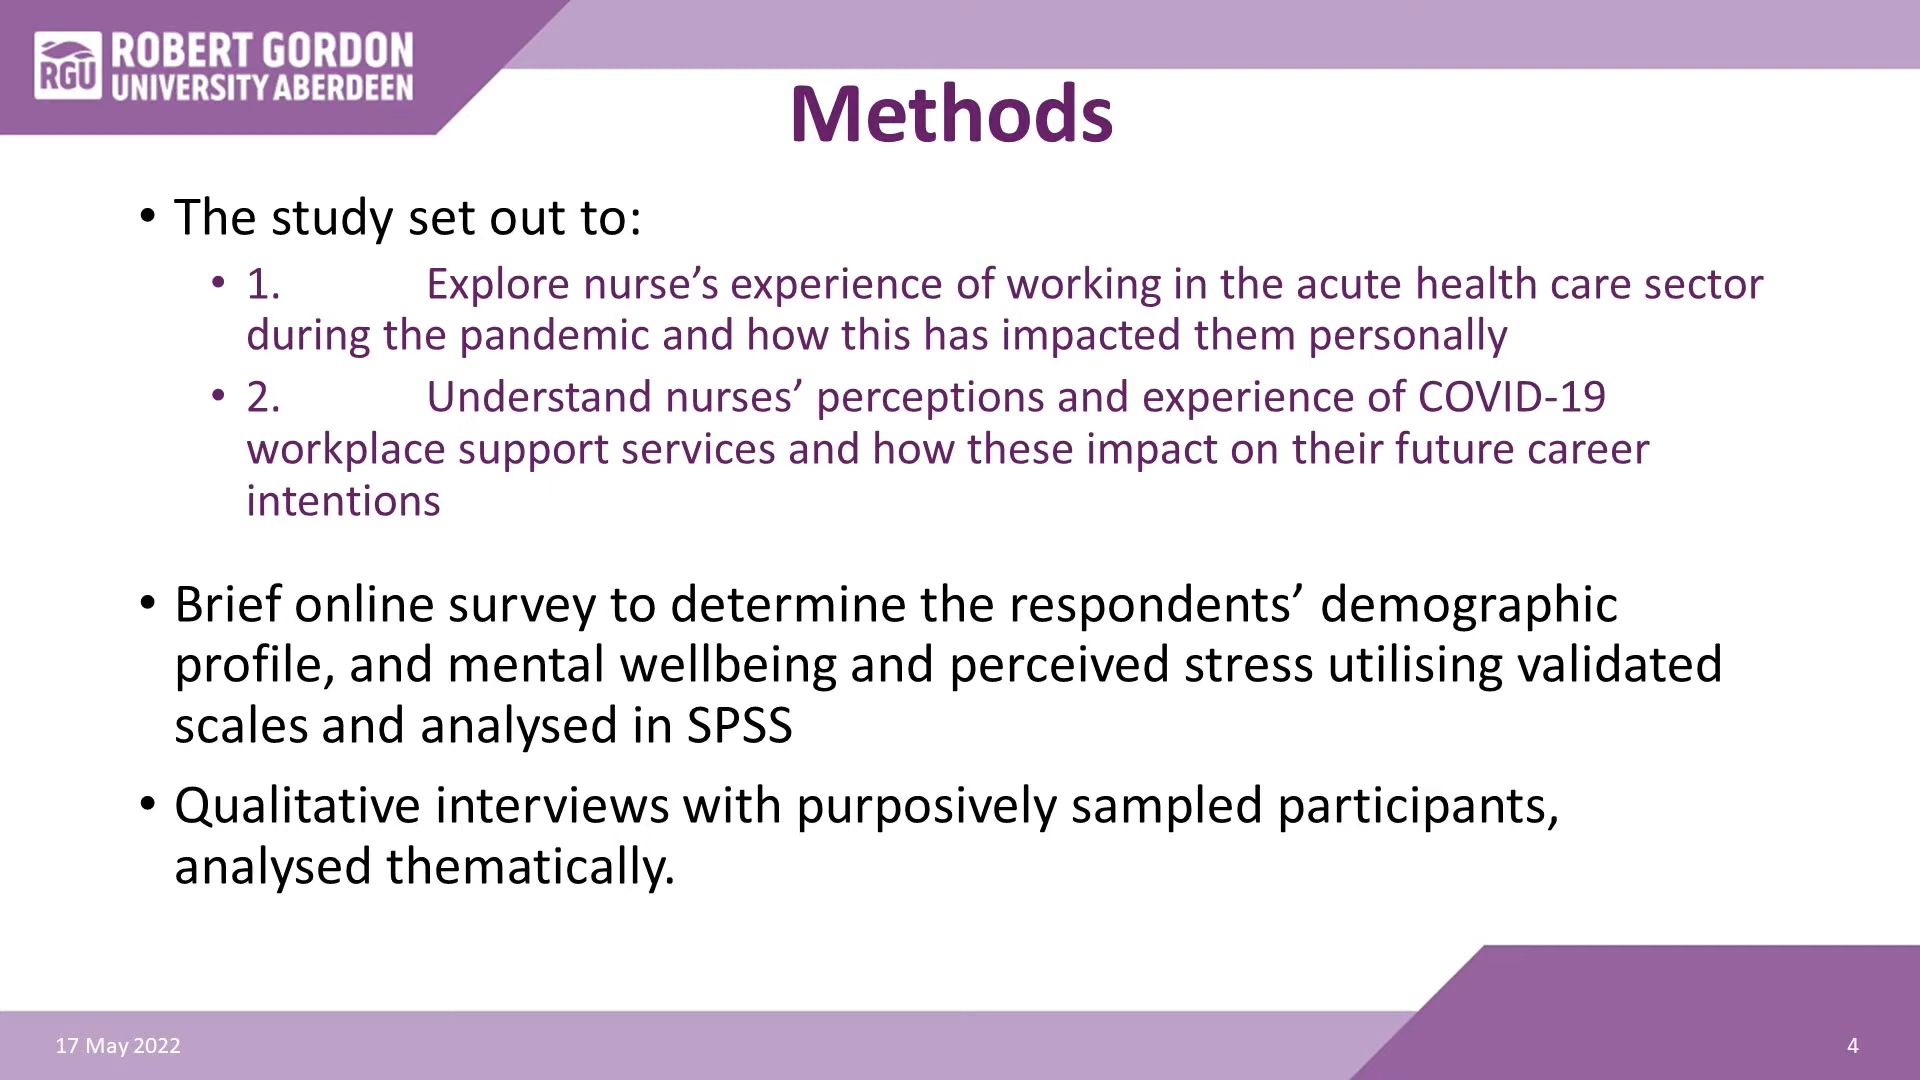 RGU ROBERT GORDON
UNIVERSITY ABERDEEN
Methods
• The study set out to:
• 1. Explore nurse’s experience of working in the acute health care sector
during the pandemic and how this has impacted them personally
• 2. Understand nurses’ perceptions and experience of COVID-19
workplace support services and how these impact on their future career
intentions
• Brief online survey to determine the respondents’ demographic
profile, and mental wellbeing and perceived stress utilising validated
scales and analysed in SPSS
• Qualitative interviews with purposively sampled participants,
analysed thematically.
17 May 2022
4